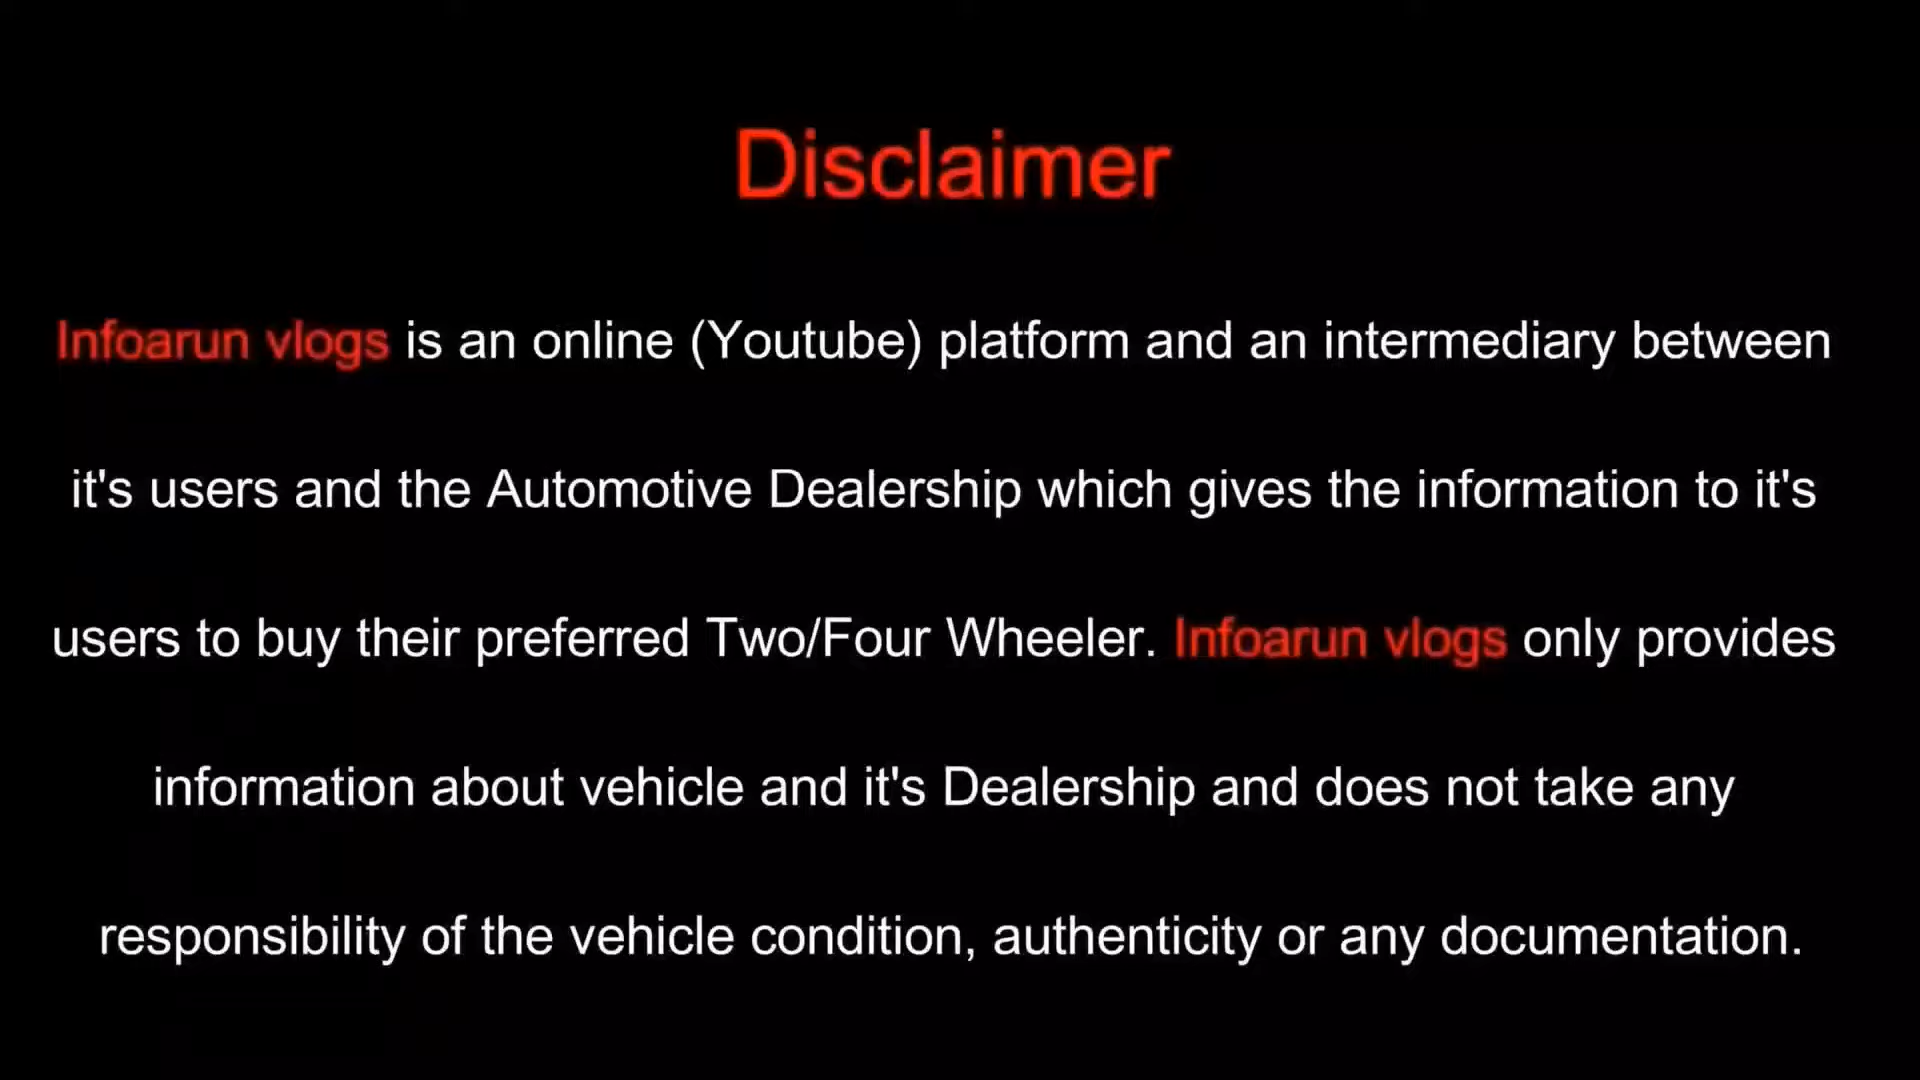 Disclaimer
Infoarun vlogs is an online (Youtube) platform and an intermediary between
it's users and the Automotive Dealership which gives the information to it's
users to buy their preferred Two/Four Wheeler. Infoarun vlogs only provides
information about vehicle and it's Dealership and does not take any
responsibility of the vehicle condition, authenticity or any documentation.